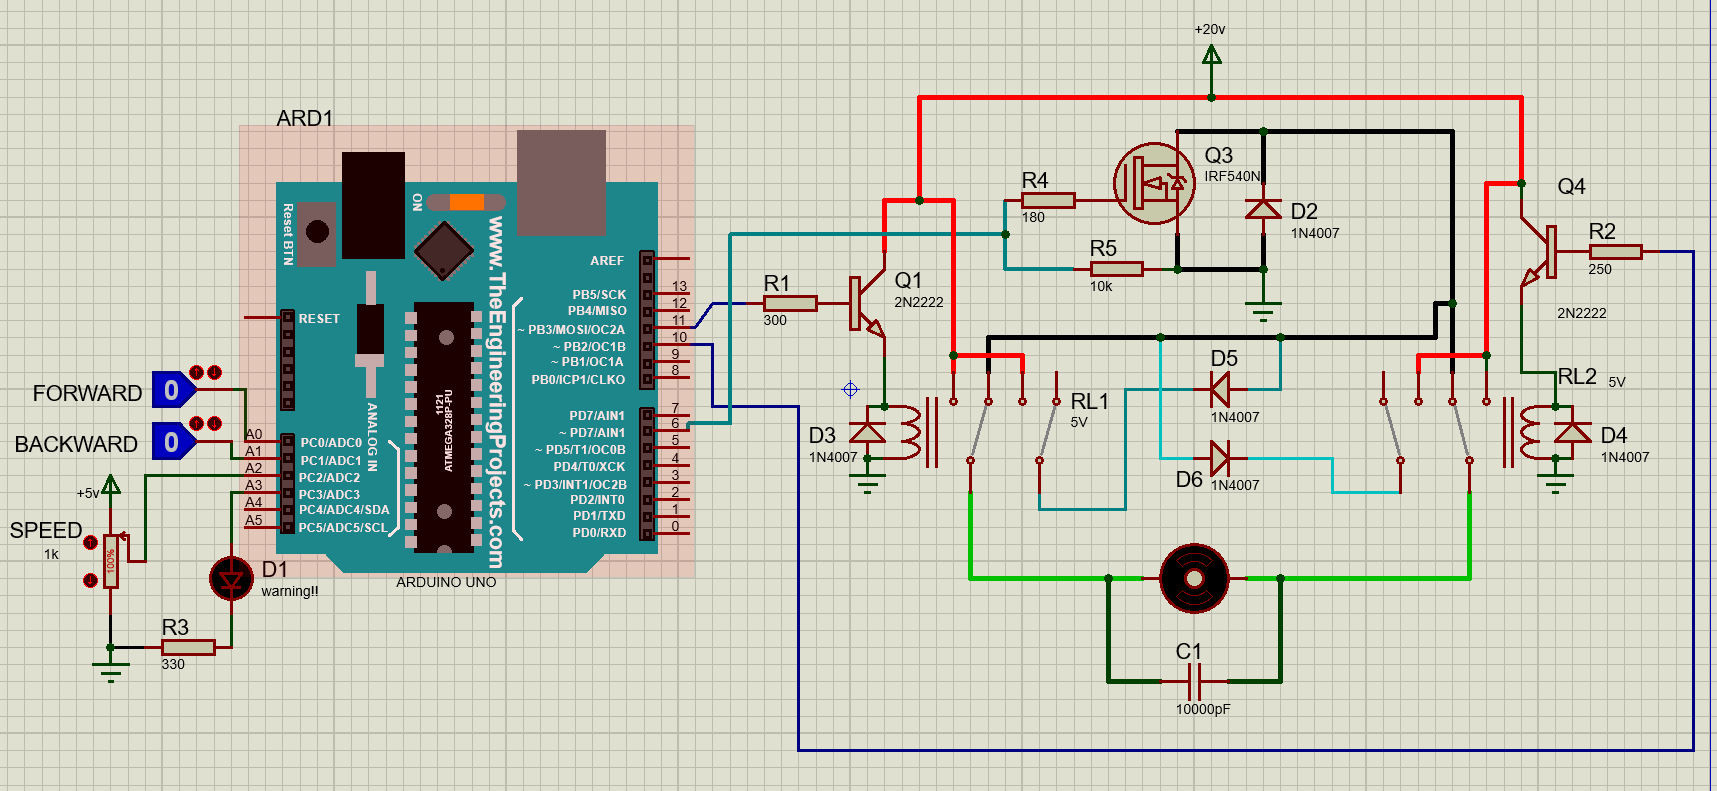 +20v
ARD1
ON
Reset BTN
www.TheEngineeringProjects.com
ANALOG IN
1121
ATMEGA328P-PU
RESET
AREF
PB5/SCK 13
PB4/MISO 12
~ PB3/MOSI/OC2A 11
~ PB2/OC1B 10
~ PB1/OC1A 9
PB0/ICP1/CLKO 8
PD7/AIN1 7
~ PD7/AIN1 6
~ PD5/T1/OC0B 5
PD4/T0/XCK 4
~ PD3/INT1/OC2B 3
PD2/INT0 2
PD1/TXD 1
PD0/RXD 0
A0 PC0/ADC0
A1 PC1/ADC1
A2 PC2/ADC2
A3 PC3/ADC3
A4 PC4/ADC4/SDA
A5 PC5/ADC5/SCL
ARDUINO UNO
FORWARD 0
BACKWARD 0
+5v
SPEED
1k
100%
D1
warning!!
R3
330
R1
300
Q1
2N2222
D3
1N4007
R4
180
R5
10k
Q3
IRF540N
D2
1N4007
Q4
2N2222
R2
250
RL1
5V
D5
1N4007
D6
1N4007
RL2 5V
D4
1N4007
C1
10000pF